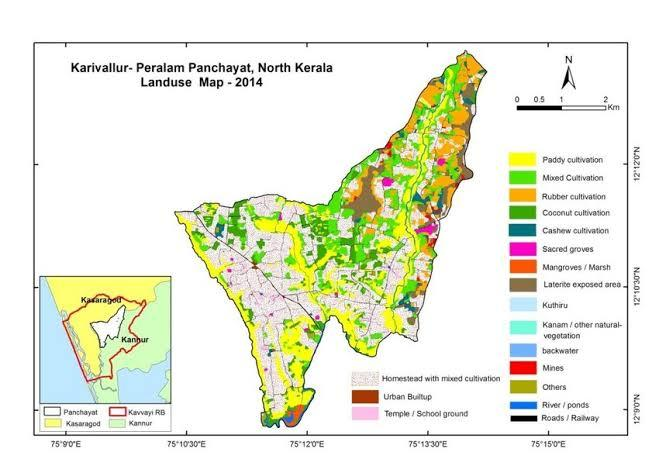 Karivallur- Peralam Panchayat, North Kerala
Landuse Map - 2014
N
0 0.5 1 2
Km
12°12'0"N
12°10'30"N
12°9'0"N
Paddy cultivation
Mixed Cultivation
Rubber cultivation
Coconut cultivation
Cashew cultivation
Sacred groves
Mangroves / Marsh
Laterite exposed area
Kuthiru
Kanam / other natural-
vegetation
backwater
Mines
Others
River / ponds
Roads / Railway
Homestead with mixed cultivation
Urban Builtup
Temple / School ground
Kasaragod
Kannur
Panchayat
Kavvayi RB
Kasaragod
Kannur
75°9'0"E
75°10'30"E
75°12'0"E
75°13'30"E
75°15'0"E